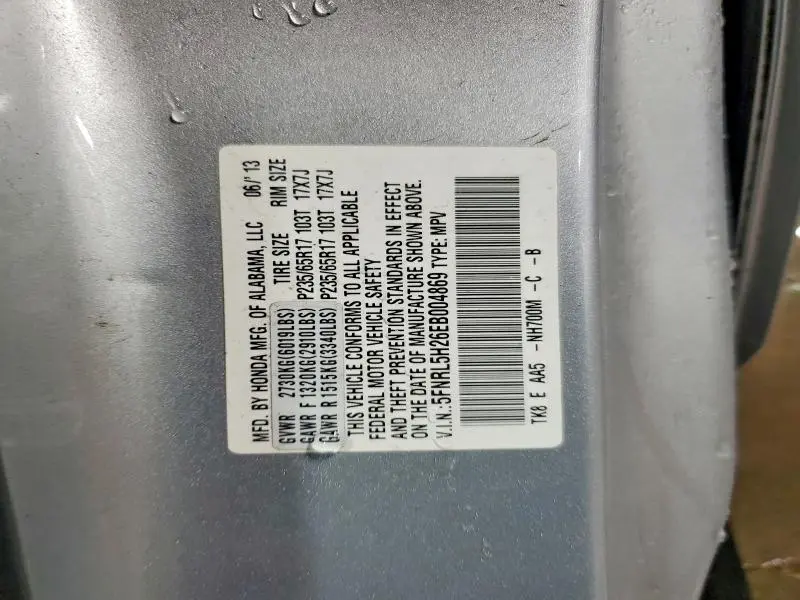 MFD. BY HONDA MFG. OF ALABAMA, LLC 06/'13
GVWR 2730KG(6019LBS) TIRE SIZE RIM SIZE
GAWR F 1320KG(2910LBS) P235/65R17 103T 17X7J
GAWR R 1515KG(3340LBS) P235/65R17 103T 17X7J
THIS VEHICLE CONFORMS TO ALL APPLICABLE
FEDERAL MOTOR VEHICLE SAFETY
AND THEFT PREVENTION STANDARDS IN EFFECT
ON THE DATE OF MANUFACTURE SHOWN ABOVE.
V.I.N.:5FNRL5H26EB004869 TYPE: MPV
TK8 E AA5 -NH700M -C -B